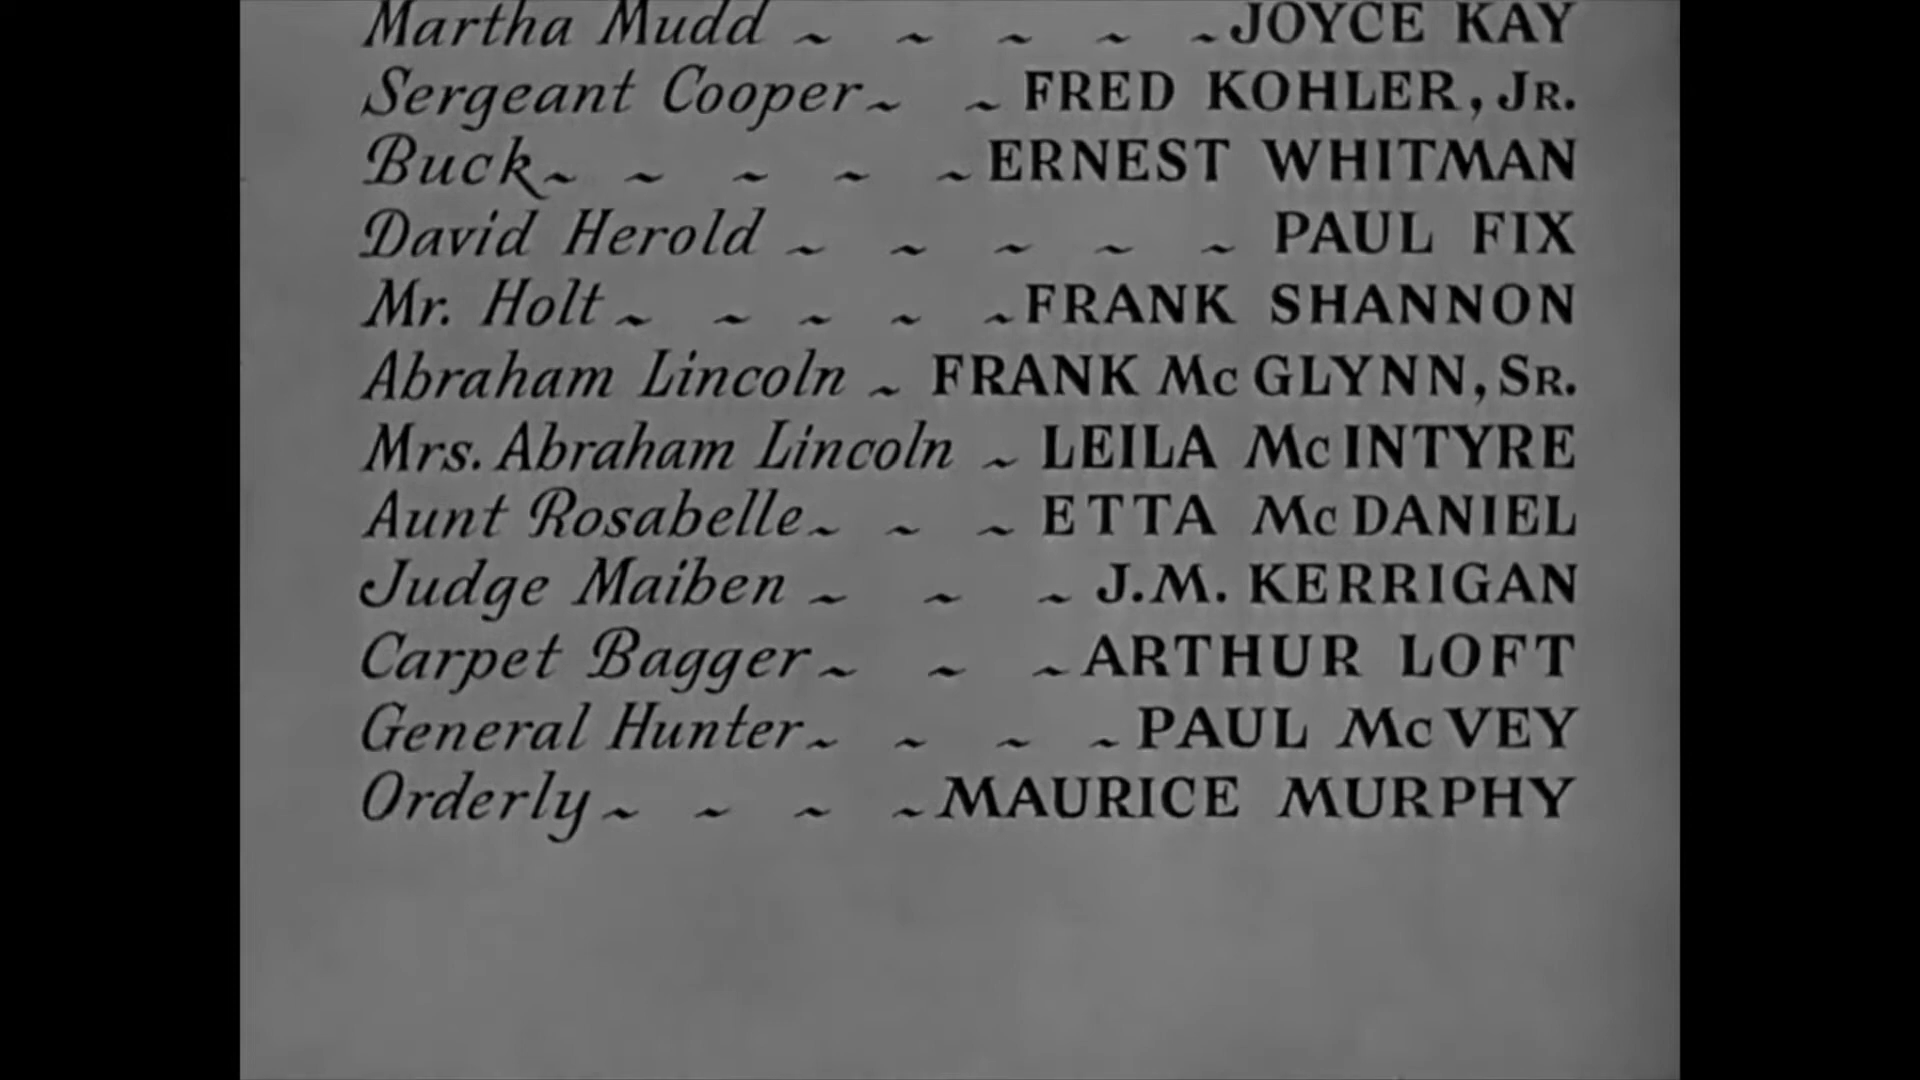 Martha Mudd ~ ~ ~ ~ ~ JOYCE KAY
Sergeant Cooper ~ ~ FRED KOHLER, JR.
Buck ~ ~ ~ ~ ~ ERNEST WHITMAN
David Herold ~ ~ ~ ~ ~ PAUL FIX
Mr. Holt ~ ~ ~ ~ ~ FRANK SHANNON
Abraham Lincoln ~ FRANK McGLYNN, SR.
Mrs. Abraham Lincoln ~ LEILA McINTYRE
Aunt Rosabelle ~ ~ ~ ETTA McDANIEL
Judge Maiben ~ ~ ~ J.M. KERRIGAN
Carpet Bagger ~ ~ ~ ARTHUR LOFT
General Hunter ~ ~ ~ ~ PAUL McVEY
Orderly ~ ~ ~ ~ MAURICE MURPHY